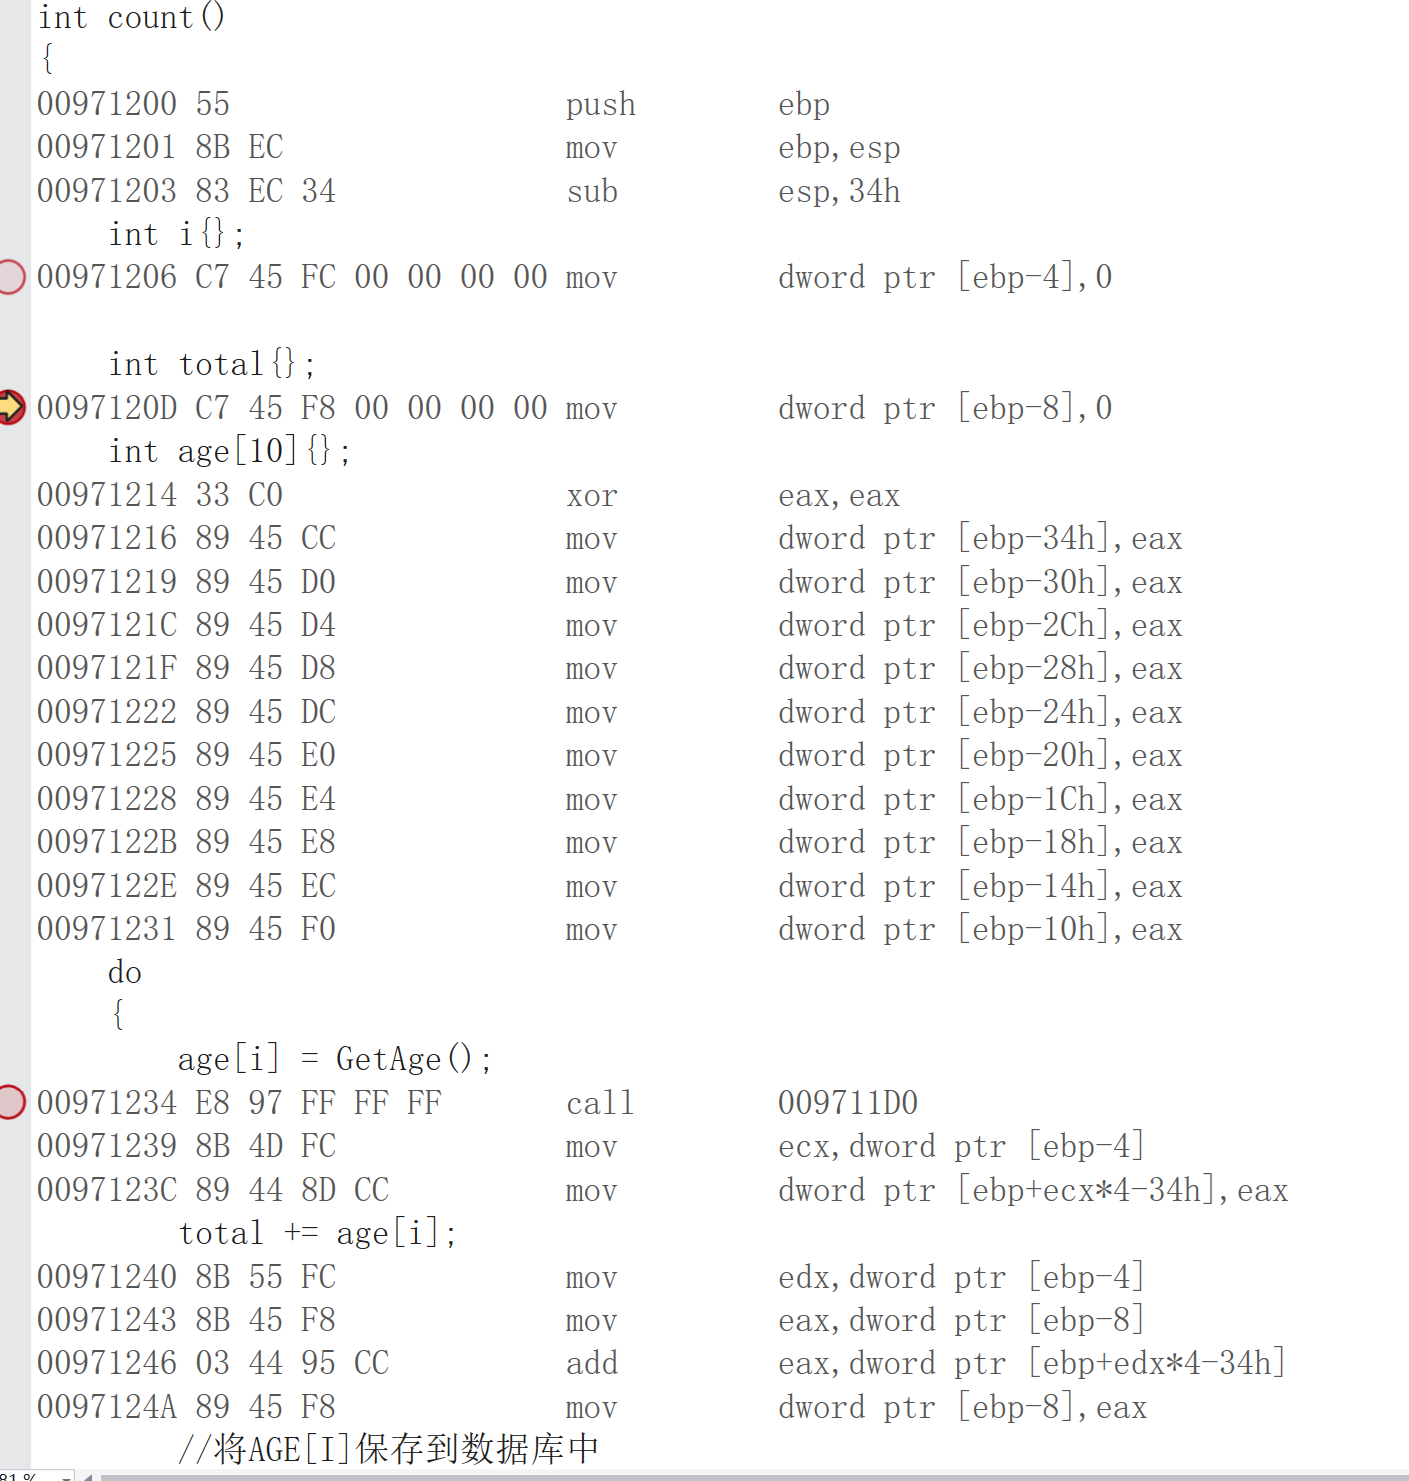 int count()
{
00971200 55 push ebp
00971201 8B EC mov ebp,esp
00971203 83 EC 34 sub esp,34h
int i{};
00971206 C7 45 FC 00 00 00 00 mov dword ptr [ebp-4],0
int total{};
0097120D C7 45 F8 00 00 00 00 mov dword ptr [ebp-8],0
int age[10]{};
00971214 33 C0 xor eax,eax
00971216 89 45 CC mov dword ptr [ebp-34h],eax
00971219 89 45 D0 mov dword ptr [ebp-30h],eax
0097121C 89 45 D4 mov dword ptr [ebp-2Ch],eax
0097121F 89 45 D8 mov dword ptr [ebp-28h],eax
00971222 89 45 DC mov dword ptr [ebp-24h],eax
00971225 89 45 E0 mov dword ptr [ebp-20h],eax
00971228 89 45 E4 mov dword ptr [ebp-1Ch],eax
0097122B 89 45 E8 mov dword ptr [ebp-18h],eax
0097122E 89 45 EC mov dword ptr [ebp-14h],eax
00971231 89 45 F0 mov dword ptr [ebp-10h],eax
do
{
age[i] = GetAge();
00971234 E8 97 FF FF FF call 009711D0
00971239 8B 4D FC mov ecx,dword ptr [ebp-4]
0097123C 89 44 8D CC mov dword ptr [ebp+ecx*4-34h],eax
total += age[i];
00971240 8B 55 FC mov edx,dword ptr [ebp-4]
00971243 8B 45 F8 mov eax,dword ptr [ebp-8]
00971246 03 44 95 CC add eax,dword ptr [ebp+edx*4-34h]
0097124A 89 45 F8 mov dword ptr [ebp-8],eax
//将AGE[I]保存到数据库中
81 %